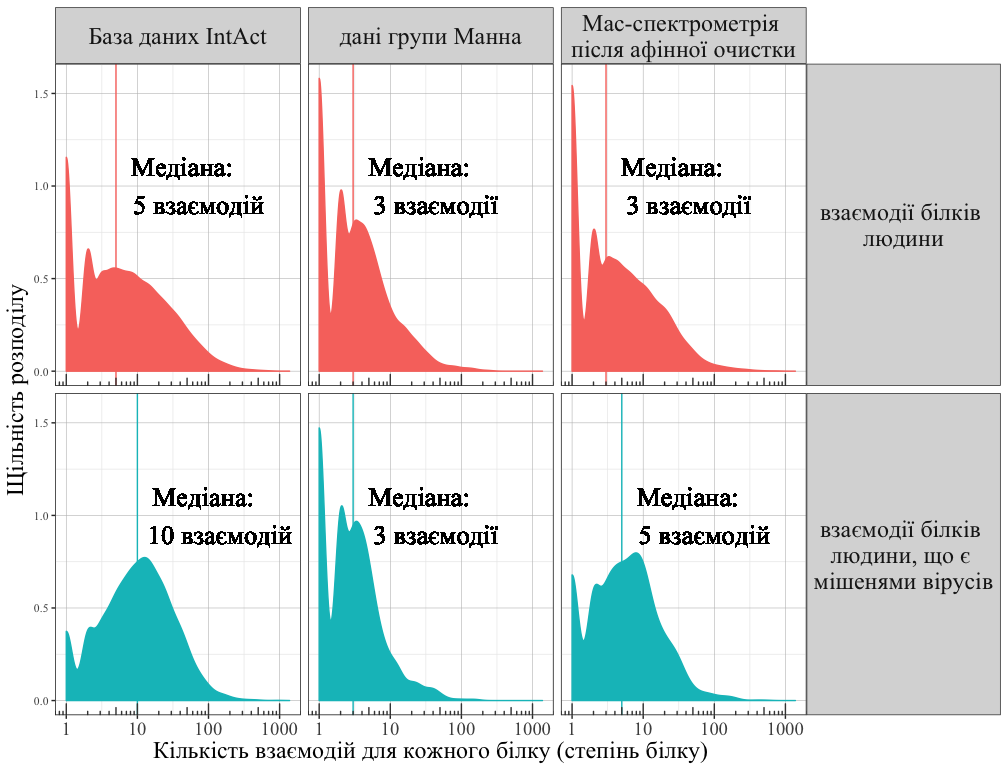 База даних IntAct
дані групи Манна
Мас-спектрометрія
після афінної очистки
1.5
1.0
0.5
0.0
Медіана:
5 взаємодій
Медіана:
3 взаємодії
Медіана:
3 взаємодії
взаємодії білків
людини
Щільність розподілу
1.5
1.0
0.5
0.0
Медіана:
10 взаємодій
Медіана:
3 взаємодії
Медіана:
5 взаємодій
взаємодії білків
людини, що є
мішенями вірусів
1 10 100 1000
1 10 100 1000
1 10 100 1000
Кількість взаємодій для кожного білку (степінь білку)